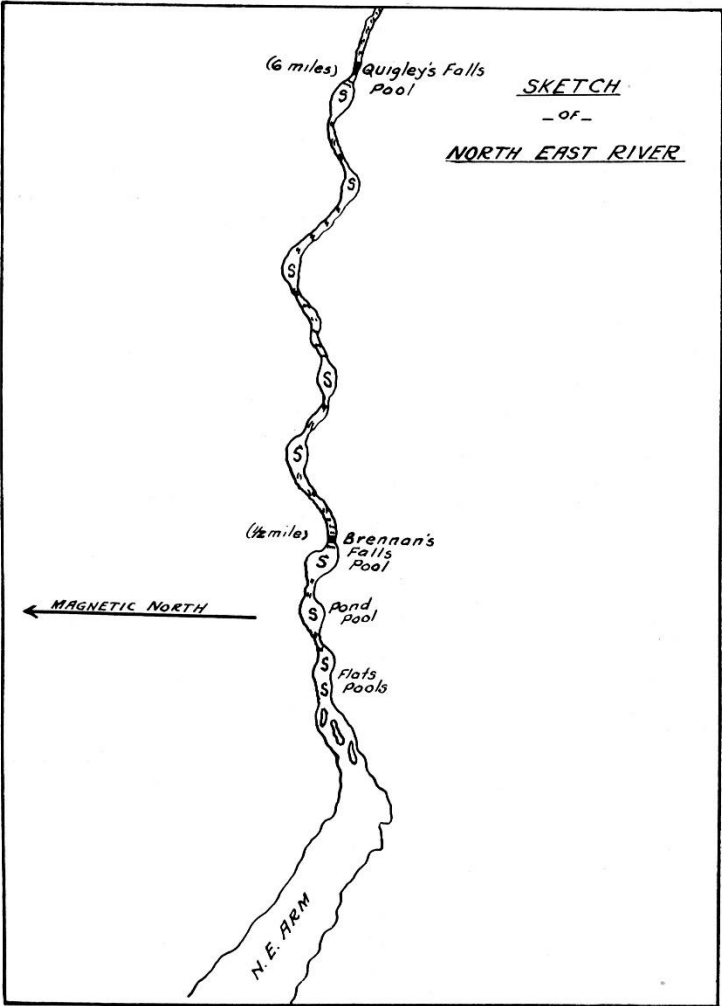 SKETCH
_ OF _
NORTH EAST RIVER
(6 miles) Quigley's Falls
Pool
S
S
S
S
S
(1/2 mile) Brennan's
Falls
Pool
S
MAGNETIC NORTH
Pond
Pool
S
S
Flats
Pools
S
N.E. ARM